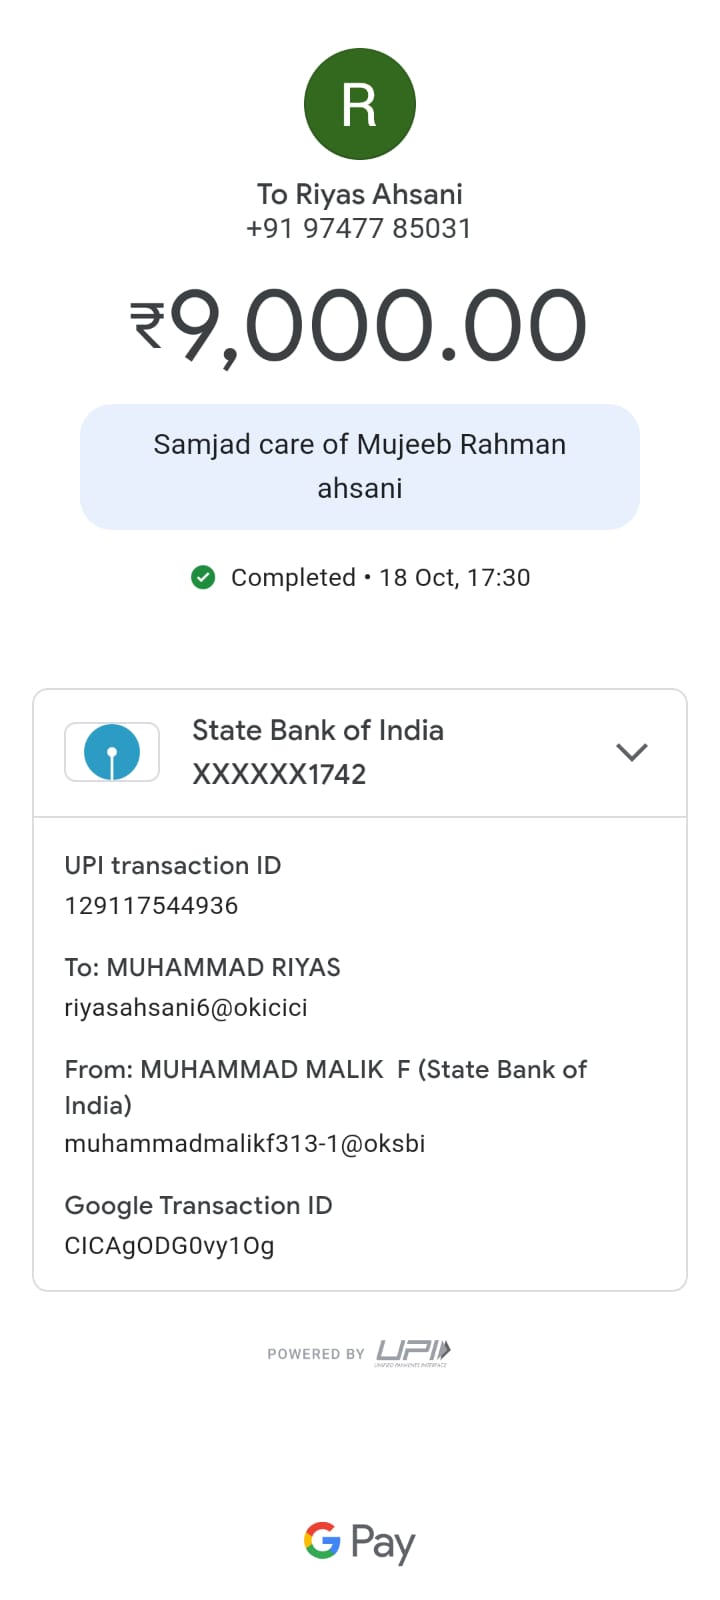 R
To Riyas Ahsani
+91 97477 85031
₹9,000.00
Samjad care of Mujeeb Rahman
ahsani
Completed • 18 Oct, 17:30
State Bank of India
XXXXXX1742
UPI transaction ID
129117544936
To: MUHAMMAD RIYAS
riyasahsani6@okicici
From: MUHAMMAD MALIK  F (State Bank of
India)
muhammadmalikf313-1@oksbi
Google Transaction ID
CICAgODG0vy1Og
POWERED BY UPI
UNIFIED PAYMENTS INTERFACE
G Pay